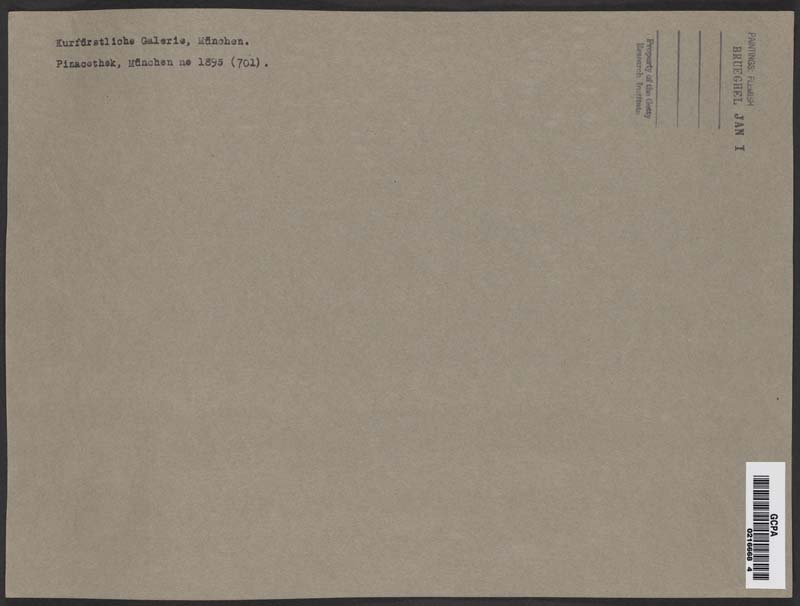 Kurfürstliche Galerie, München.
Pinacothek, München no 1895 (701).
PAINTINGS: FLEMISH
BRUEGHEL JAN I
Property of the Getty
Research Institute
GCPA
0216668 4